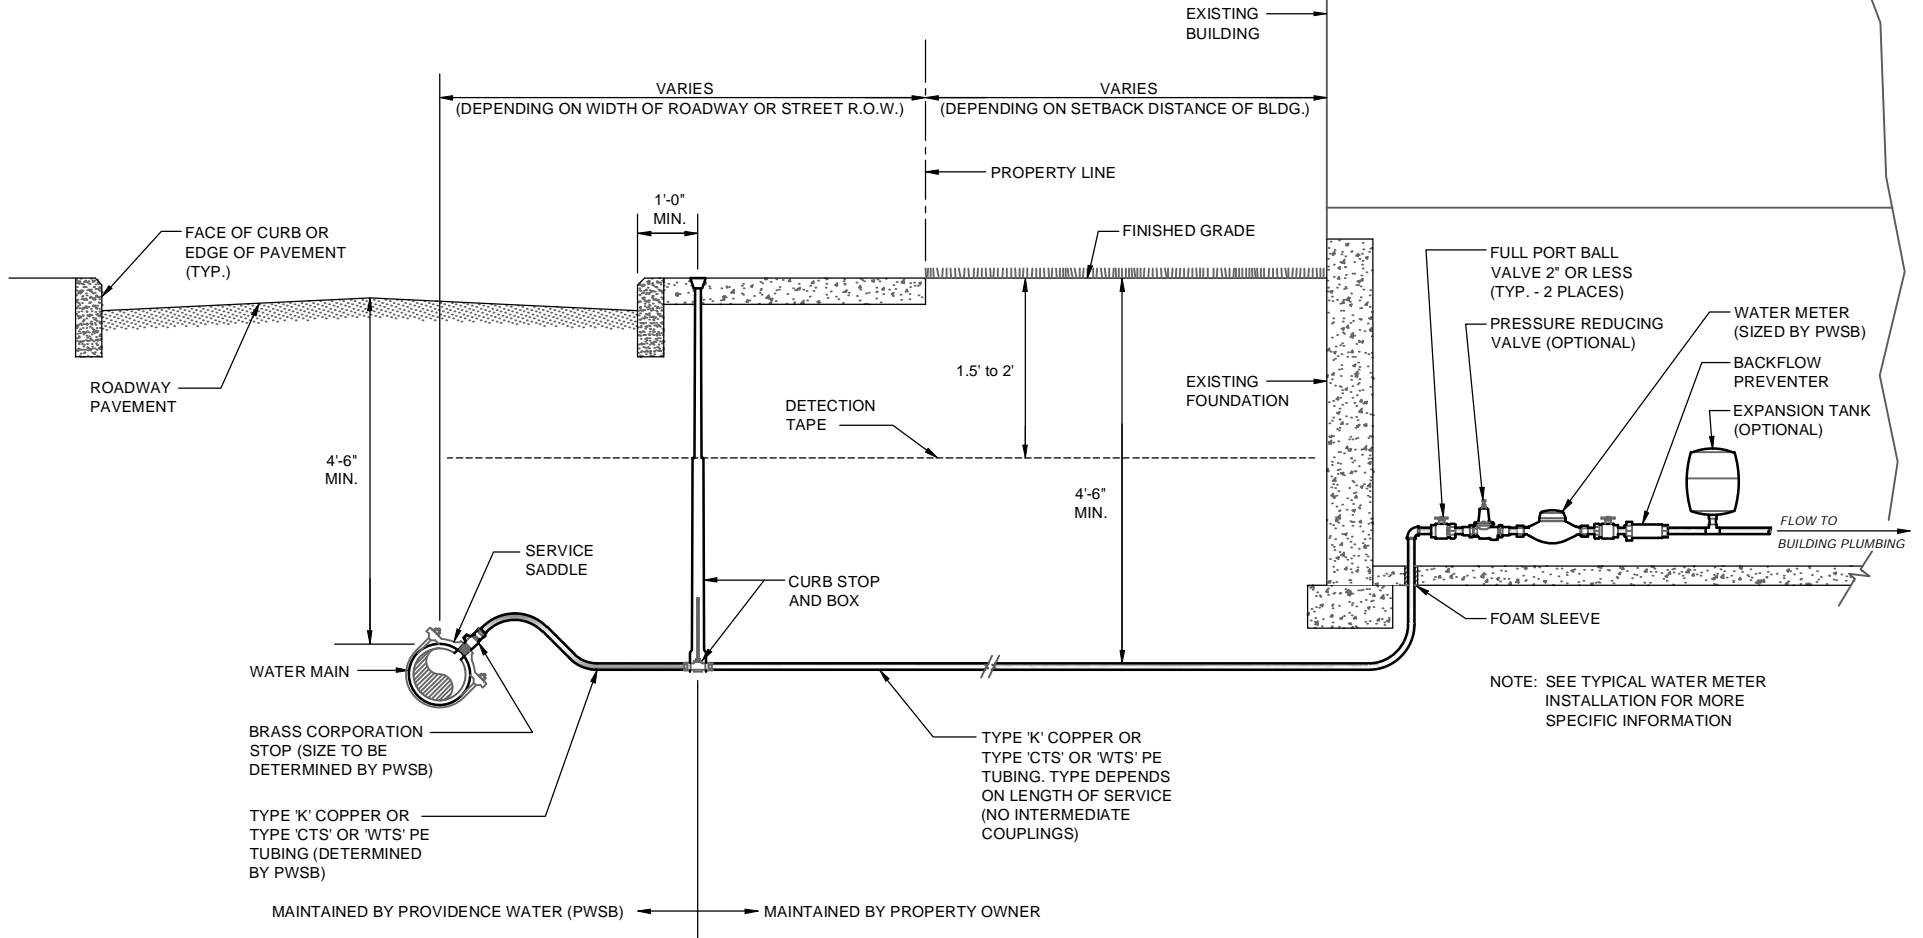 EXISTING
BUILDING
VARIES
(DEPENDING ON WIDTH OF ROADWAY OR STREET R.O.W.)
VARIES
(DEPENDING ON SETBACK DISTANCE OF BLDG.)
PROPERTY LINE
1'-0"
MIN.
FACE OF CURB OR
EDGE OF PAVEMENT
(TYP.)
FINISHED GRADE
FULL PORT BALL
VALVE 2" OR LESS
(TYP. - 2 PLACES)
PRESSURE REDUCING
VALVE (OPTIONAL)
WATER METER
(SIZED BY PWSB)
BACKFLOW
PREVENTER
EXPANSION TANK
(OPTIONAL)
ROADWAY
PAVEMENT
1.5' to 2'
EXISTING
FOUNDATION
DETECTION
TAPE
4'-6"
MIN.
4'-6"
MIN.
FLOW TO
BUILDING PLUMBING
SERVICE
SADDLE
CURB STOP
AND BOX
FOAM SLEEVE
WATER MAIN
NOTE: SEE TYPICAL WATER METER
INSTALLATION FOR MORE
SPECIFIC INFORMATION
BRASS CORPORATION
STOP (SIZE TO BE
DETERMINED BY PWSB)
TYPE 'K' COPPER OR
TYPE 'CTS' OR 'WTS' PE
TUBING. TYPE DEPENDS
ON LENGTH OF SERVICE
(NO INTERMEDIATE
COUPLINGS)
TYPE 'K' COPPER OR
TYPE 'CTS' OR 'WTS' PE
TUBING (DETERMINED
BY PWSB)
MAINTAINED BY PROVIDENCE WATER (PWSB)
MAINTAINED BY PROPERTY OWNER